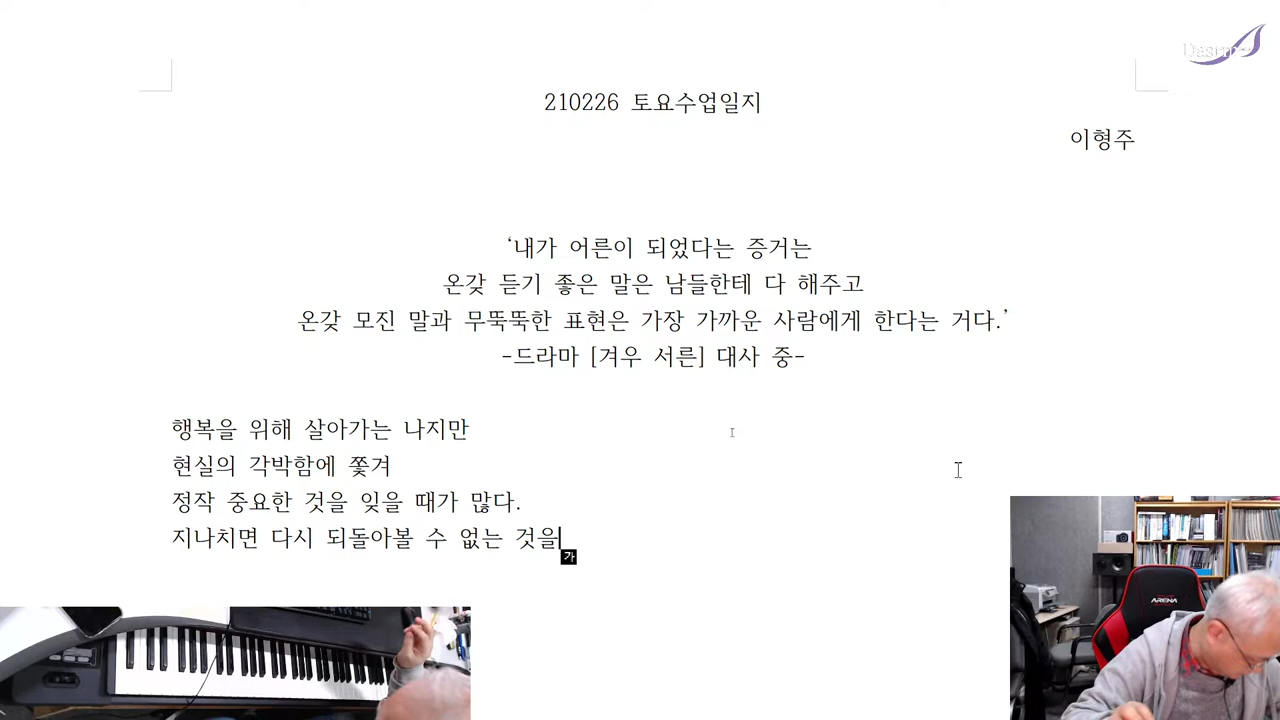 210226 토요수업일지
이형주
‘내가 어른이 되었다는 증거는
온갖 듣기 좋은 말은 남들한테 다 해주고
온갖 모진 말과 무뚝뚝한 표현은 가장 가까운 사람에게 한다는 거다.’
-드라마 [겨우 서른] 대사 중-
행복을 위해 살아가는 나지만
현실의 각박함에 쫓겨
정작 중요한 것을 잊을 때가 많다.
지나치면 다시 되돌아볼 수 없는 것을
가
ARENA